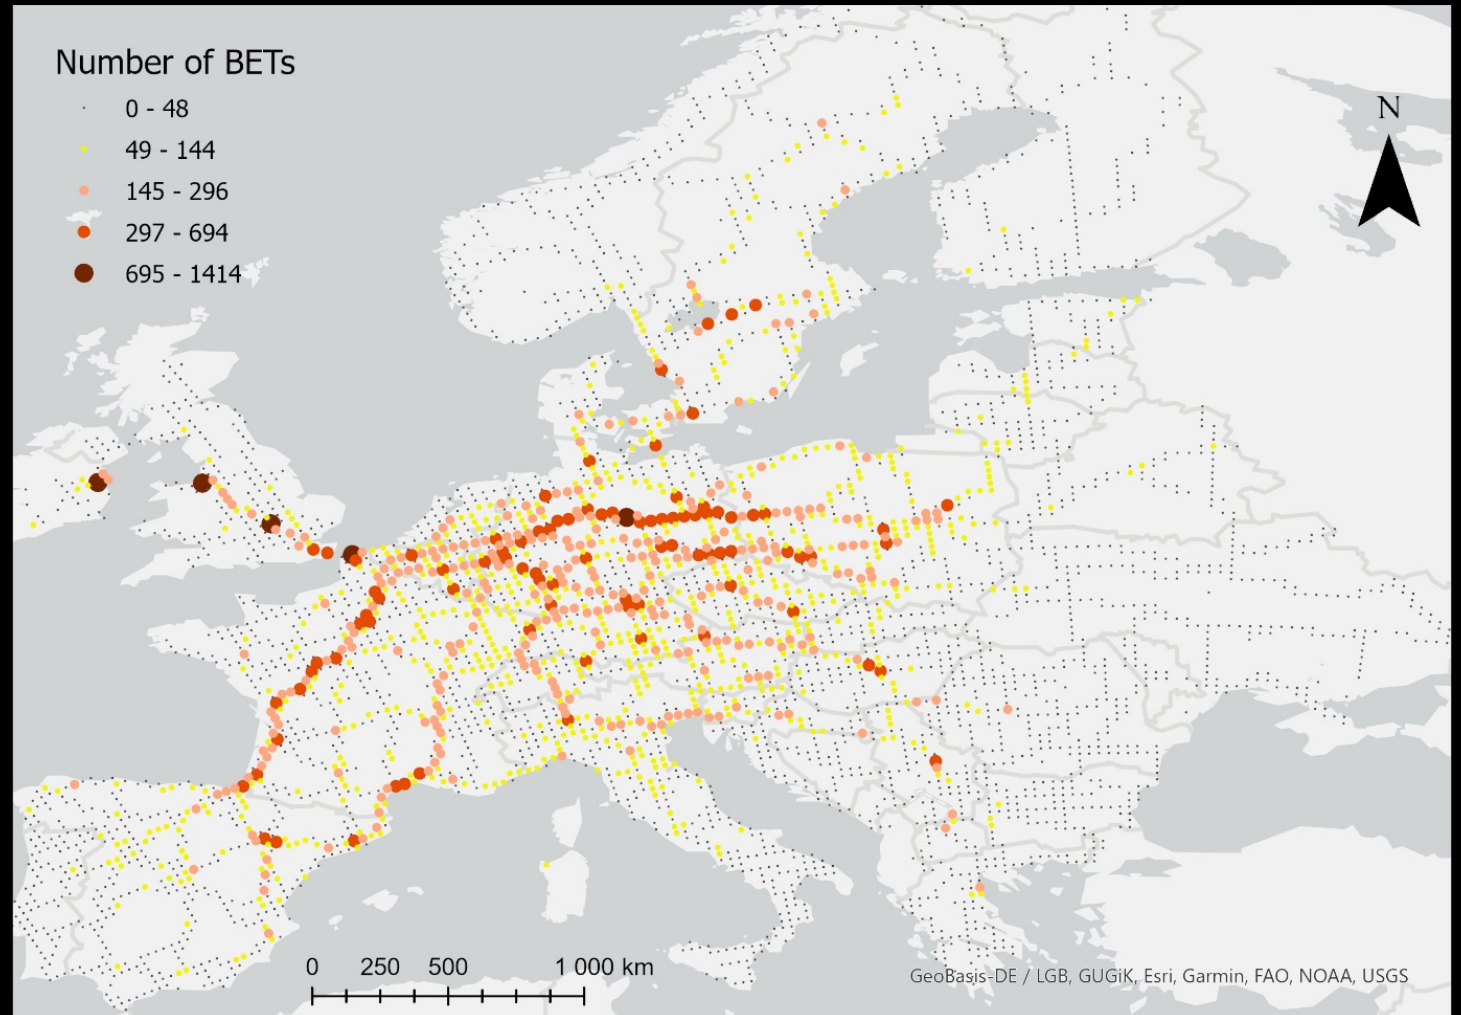 Number of BETs
0 - 48
49 - 144
145 - 296
297 - 694
695 - 1414
N
0 250 500 1 000 km
GeoBasis-DE / LGB, GUGiK, Esri, Garmin, FAO, NOAA, USGS